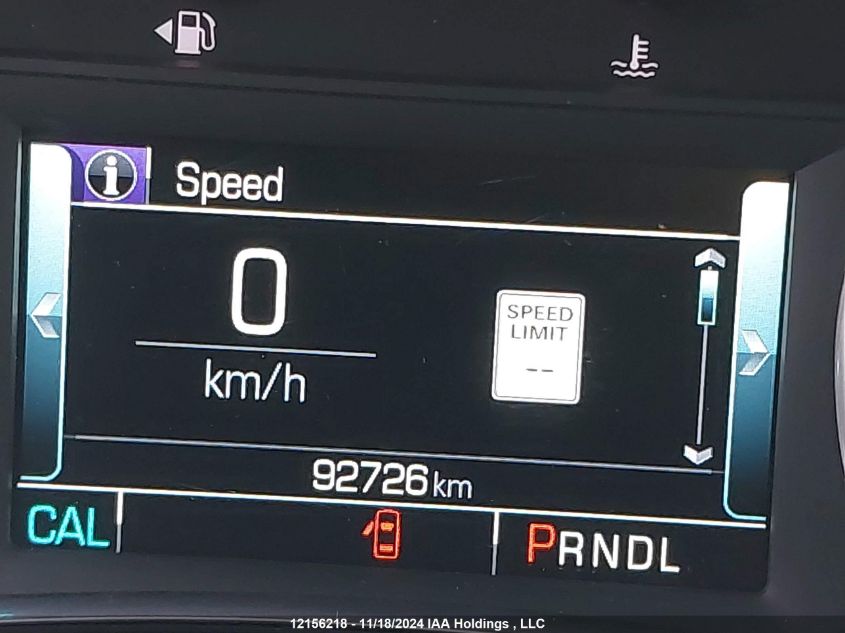 i Speed
0
km/h
SPEED
LIMIT
--
92726 km
CAL
PRNDL
12156218 - 11/18/2024 IAA Holdings , LLC